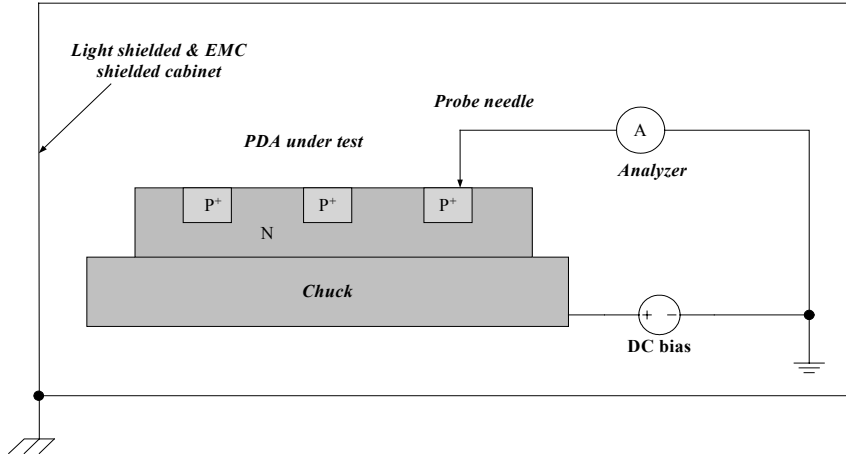 Light shielded & EMC
shielded cabinet
Probe needle
PDA under test
A
Analyzer
P+ P+ P+
N
Chuck
+ −
DC bias